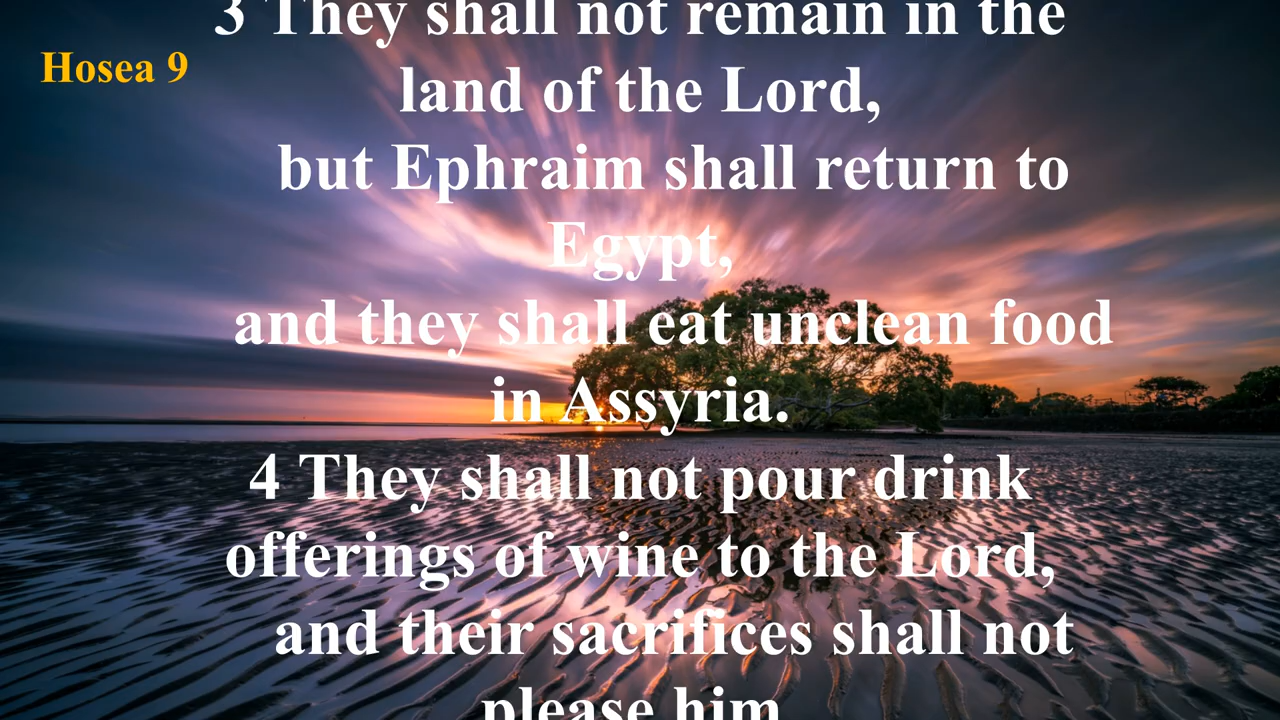 3 They shall not remain in the
Hosea 9
land of the Lord,
but Ephraim shall return to
Egypt,
and they shall eat unclean food
in Assyria.
4 They shall not pour drink
offerings of wine to the Lord,
and their sacrifices shall not
please him